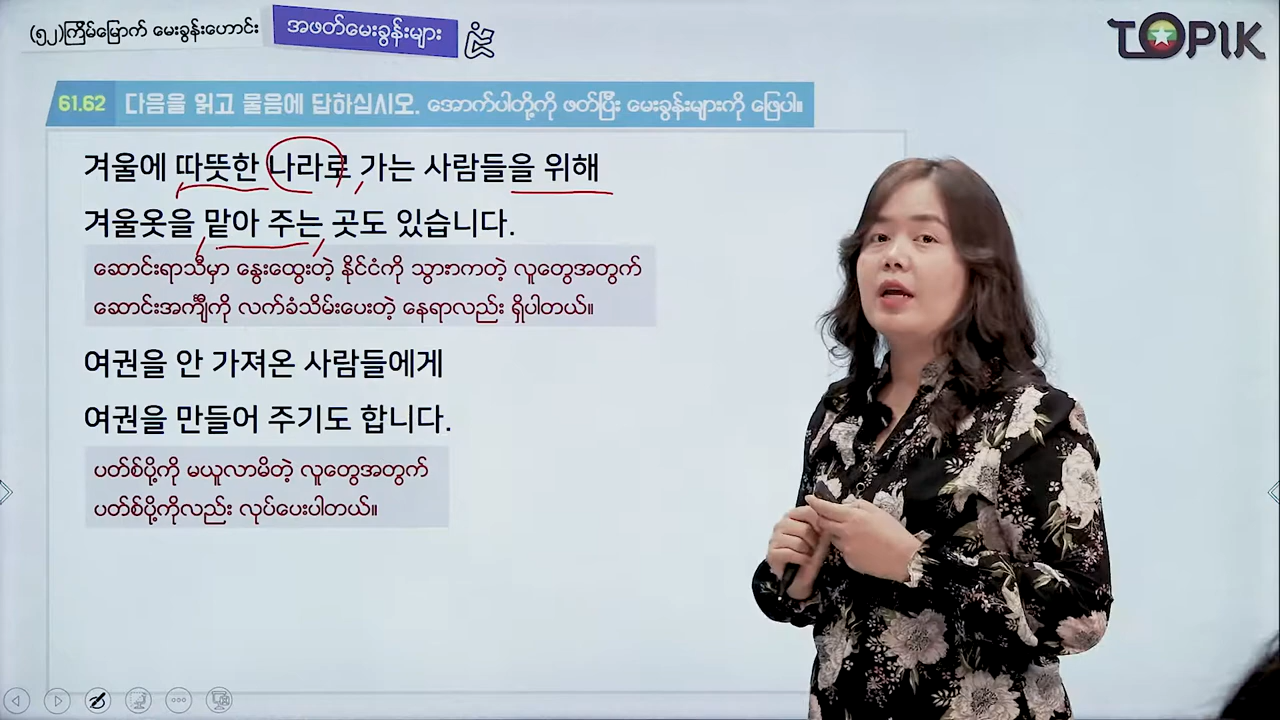 (၅၂)ကြိမ်မြောက် မေးခွန်းဟောင်း
အဖတ်မေးခွန်းများ
TOPIK
61.62 다음을 읽고 물음에 답하십시오. အောက်ပါတို့ကို ဖတ်ပြီး မေးခွန်းများကို ဖြေပါ။
겨울에 따뜻한 나라로 가는 사람들을 위해
겨울옷을 맡아 주는 곳도 있습니다.
ဆောင်းရာသီမှာ နွေးထွေးတဲ့ နိုင်ငံကို သွားကတဲ့ လူတွေအတွက်
ဆောင်းအင်္ကျီကို လက်ခံသိမ်းပေးတဲ့ နေရာလည်း ရှိပါတယ်။
여권을 안 가져온 사람들에게
여권을 만들어 주기도 합니다.
ပတ်စ်ပို့ကို မယူလာမိတဲ့ လူတွေအတွက်
ပတ်စ်ပို့ကိုလည်း လုပ်ပေးပါတယ်။